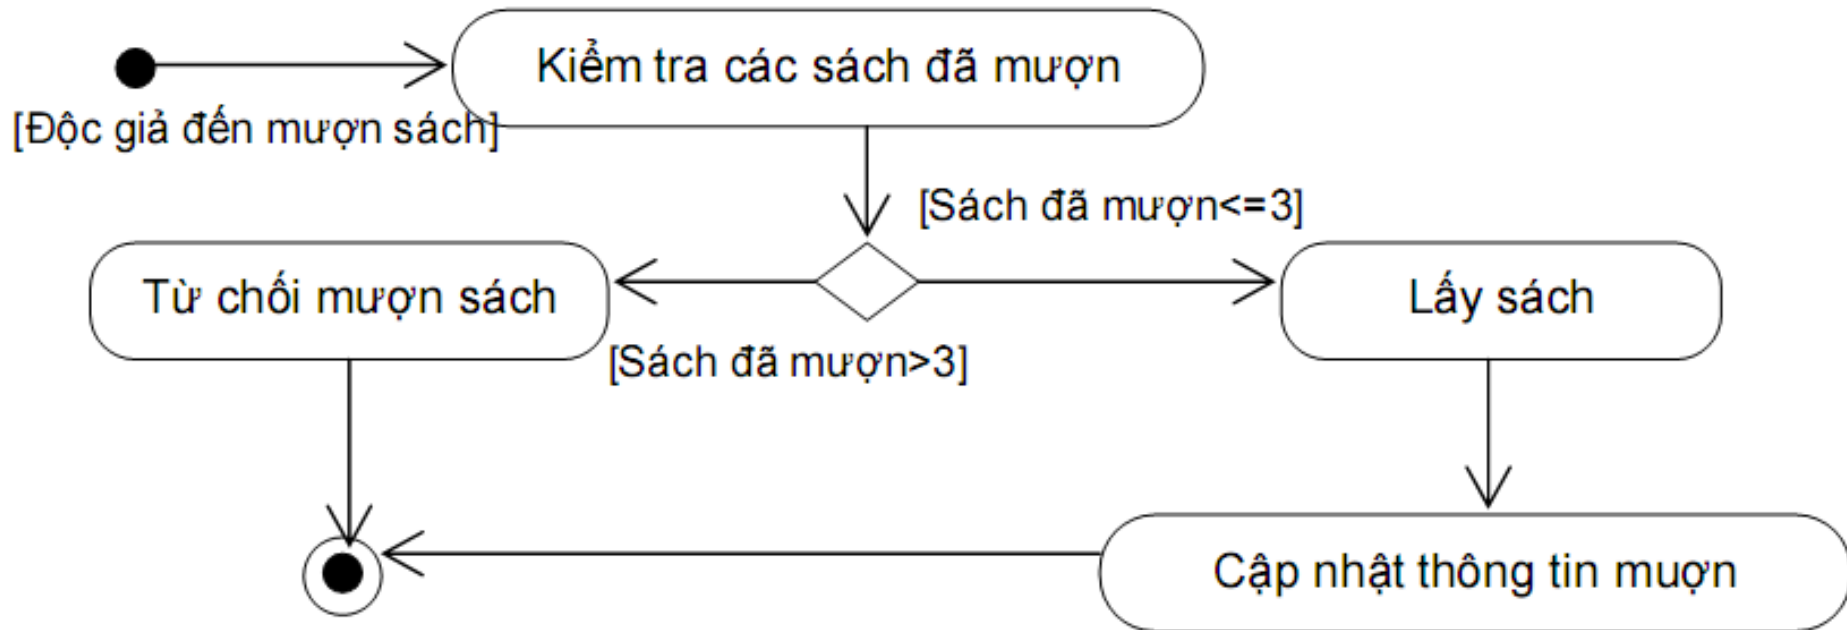 Kiểm tra các sách đã mượn
[Độc giả đến mượn sách]
[Sách đã mượn<=3]
Từ chối mượn sách
Lấy sách
[Sách đã mượn>3]
Cập nhật thông tin muợn